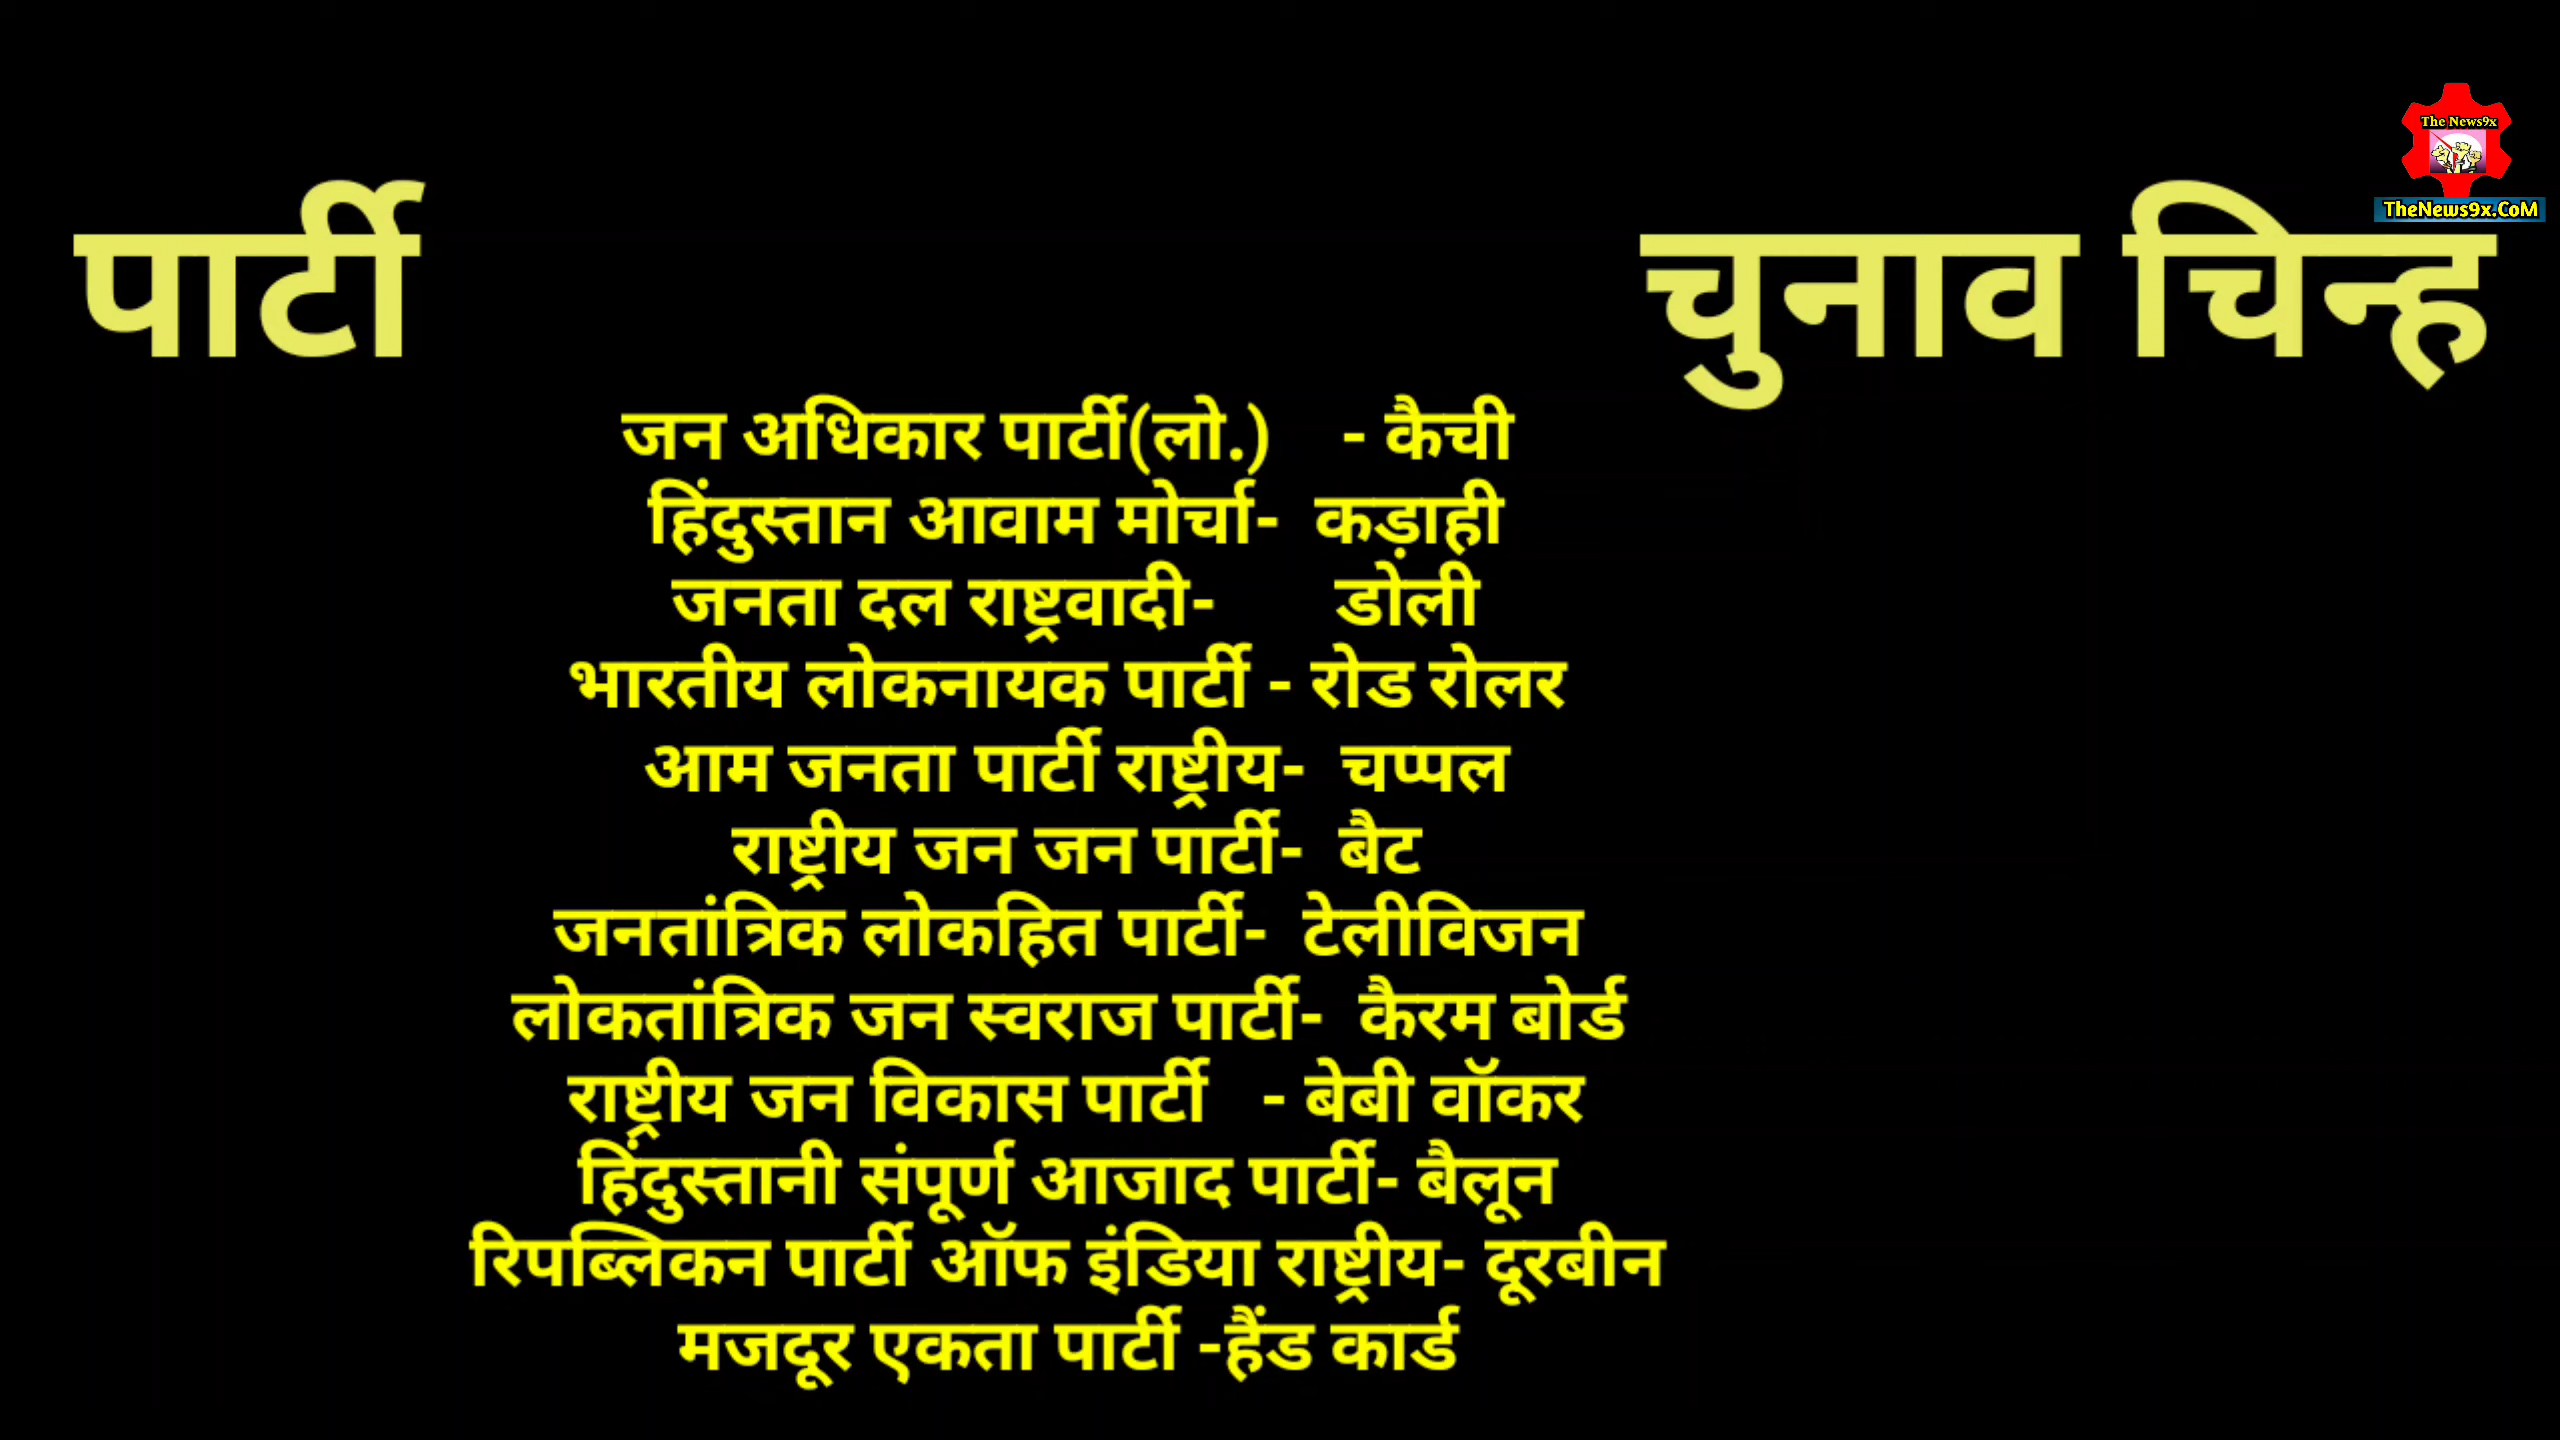 The News9x
TheNews9x.CoM
पार्टी चुनाव चिन्ह
जन अधिकार पार्टी(लो.) - कैची
हिंदुस्तान आवाम मोर्चा- कड़ाही
जनता दल राष्ट्रवादी- डोली
भारतीय लोकनायक पार्टी - रोड रोलर
आम जनता पार्टी राष्ट्रीय- चप्पल
राष्ट्रीय जन जन पार्टी- बैट
जनतांत्रिक लोकहित पार्टी- टेलीविजन
लोकतांत्रिक जन स्वराज पार्टी- कैरम बोर्ड
राष्ट्रीय जन विकास पार्टी - बेबी वॉकर
हिंदुस्तानी संपूर्ण आजाद पार्टी- बैलून
रिपब्लिकन पार्टी ऑफ इंडिया राष्ट्रीय- दूरबीन
मजदूर एकता पार्टी -हैंड कार्ड